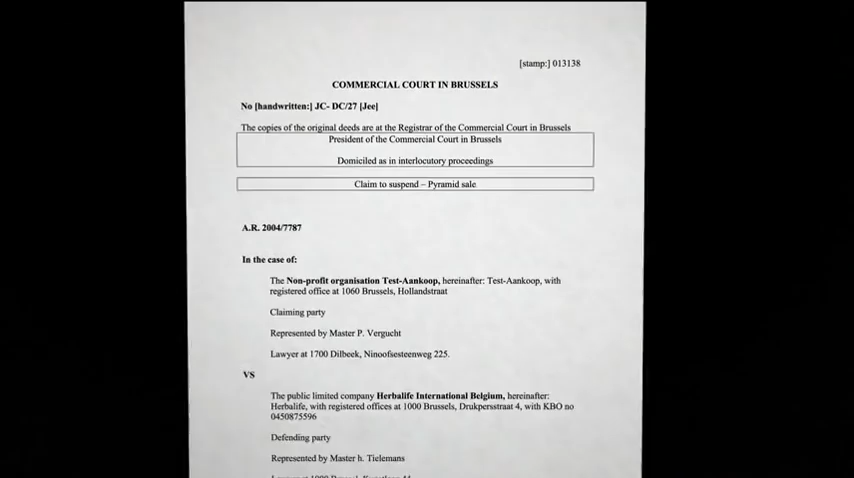 [stamp:] 013138
COMMERCIAL COURT IN BRUSSELS
No [handwritten:] JC- DC/27 [Jee]
The copies of the original deeds are at the Registrar of the Commercial Court in Brussels
President of the Commercial Court in Brussels
Domiciled as in interlocutory proceedings
Claim to suspend – Pyramid sale
A.R. 2004/7787
In the case of:
The Non-profit organisation Test-Aankoop, hereinafter: Test-Aankoop, with
registered office at 1060 Brussels, Hollandstraat
Claiming party
Represented by Master P. Vergucht
Lawyer at 1700 Dilbeek, Ninoofsesteenweg 225.
VS
The public limited company Herbalife International Belgium, hereinafter:
Herbalife, with registered offices at 1000 Brussels, Drukpersstraat 4, with KBO no
0450875596
Defending party
Represented by Master h. Tielemans